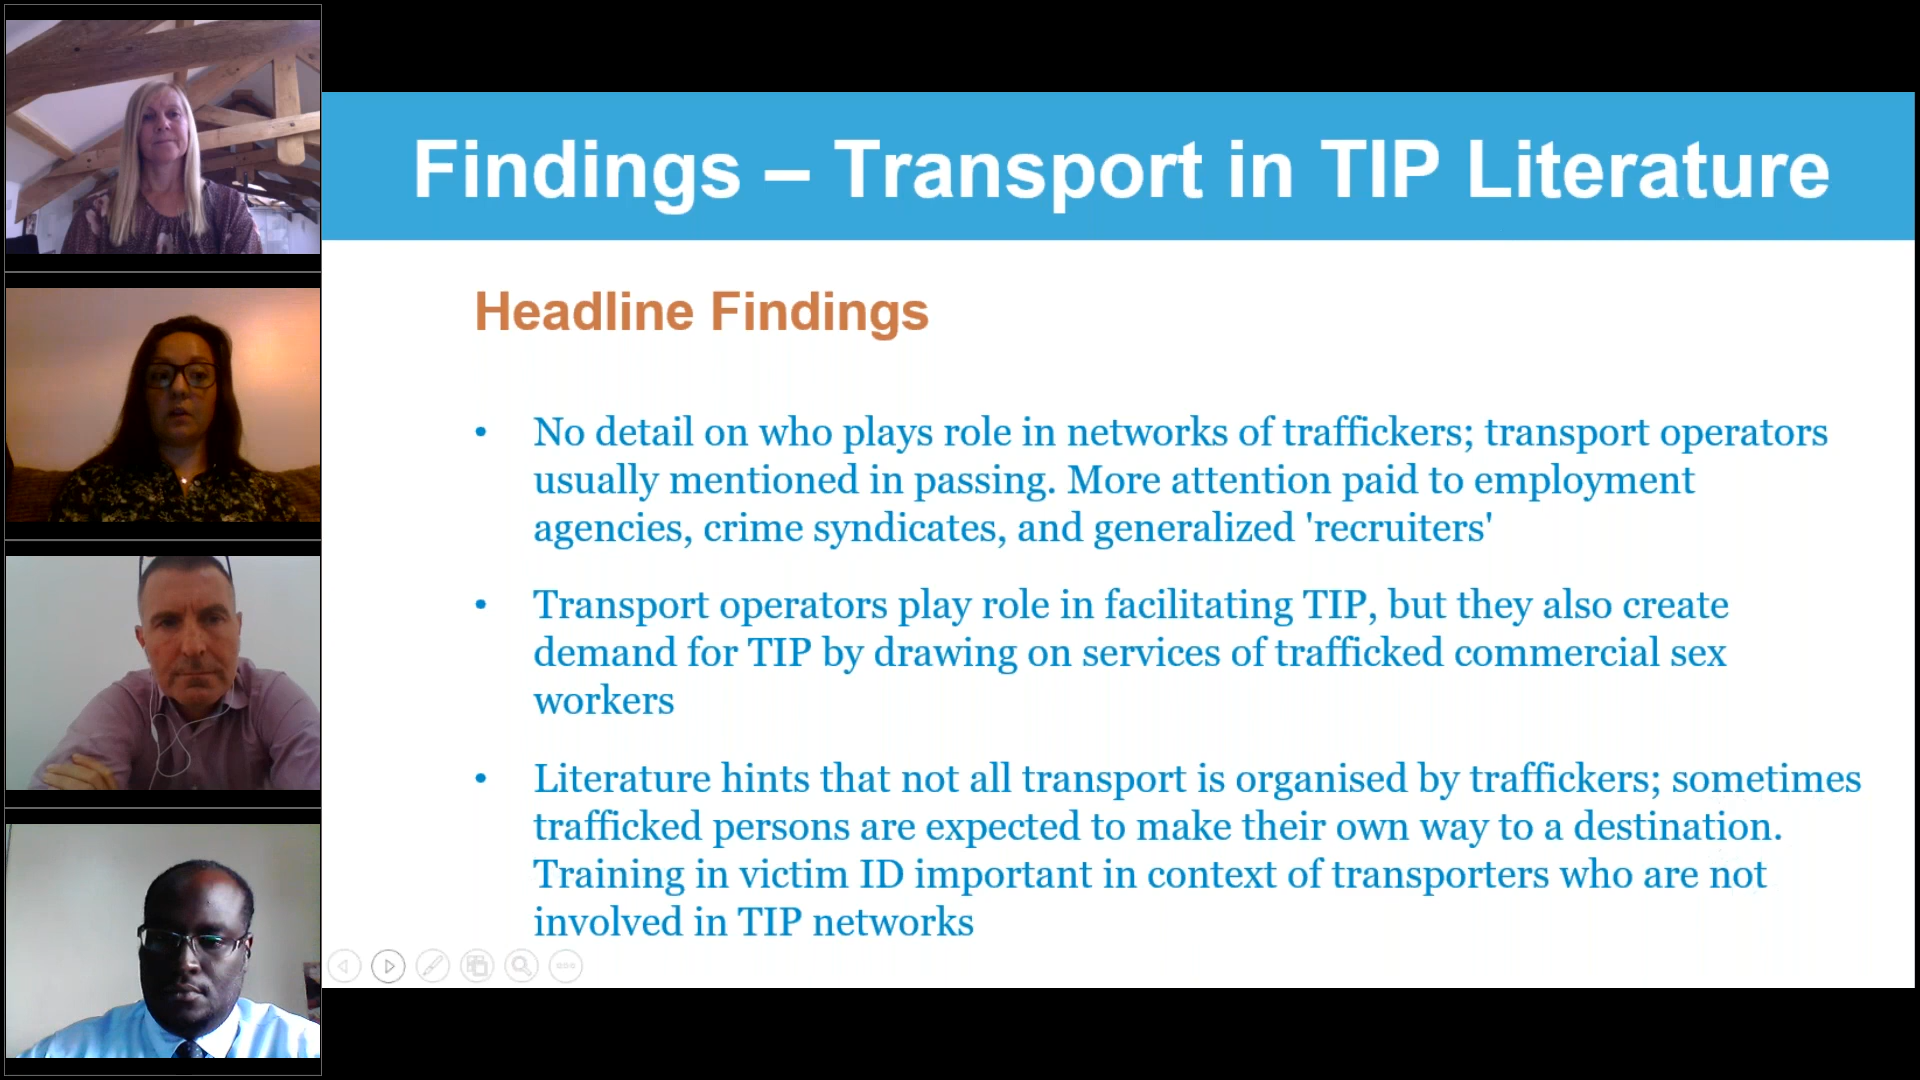 Findings – Transport in TIP Literature
Headline Findings
• No detail on who plays role in networks of traffickers; transport operators
usually mentioned in passing. More attention paid to employment
agencies, crime syndicates, and generalized 'recruiters'
• Transport operators play role in facilitating TIP, but they also create
demand for TIP by drawing on services of trafficked commercial sex
workers
• Literature hints that not all transport is organised by traffickers; sometimes
trafficked persons are expected to make their own way to a destination.
Training in victim ID important in context of transporters who are not
involved in TIP networks